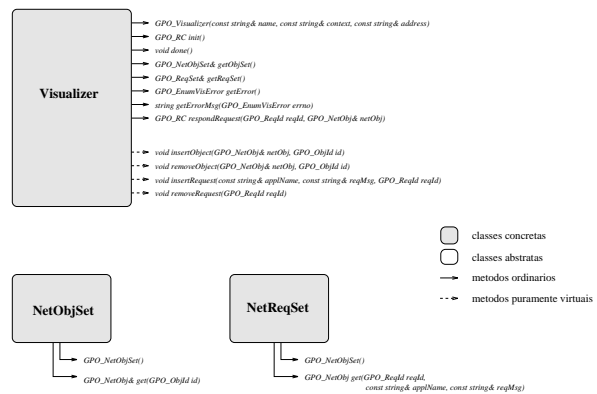 GPO_Visualizer(const string& name, const string& context, const string& address)
GPO_RC init()
void done()
GPO_NetObjSet& getObjSet()
GPO_ReqSet& getReqSet()
GPO_EnumVisError getError()
Visualizer
string getErrorMsg(GPO_EnumVisError errno)
GPO_RC respondRequest(GPO_ReqId reqId, GPO_NetObj& netObj)
void insertObject(GPO_NetObj& netObj, GPO_ObjId id)
void removeObject(GPO_NetObj& netObj, GPO_ObjId id)
void insertRequest(const string& applName, const string& reqMsg, GPO_ReqId reqId)
void removeRequest(GPO_ReqId reqId)
classes concretas
classes abstratas
metodos ordinarios
metodos puramente virtuais
NetObjSet
GPO_NetObjSet()
GPO_NetObj& get(GPO_ObjId id)
NetReqSet
GPO_NetObjSet()
GPO_NetObj get(GPO_ReqId reqId,
const string& applName, const string& reqMsg)